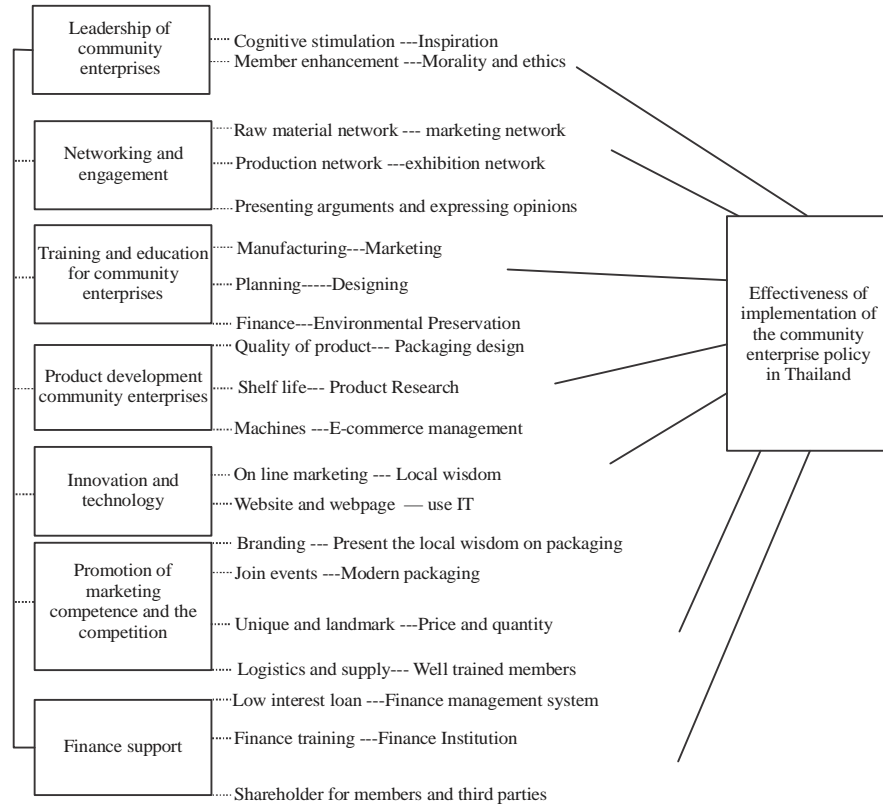 Leadership of
community
enterprises
Cognitive stimulation ---Inspiration
Member enhancement ---Morality and ethics
Networking and
engagement
Raw material network --- marketing network
Production network ---exhibition network
Presenting arguments and expressing opinions
Training and education
for community
enterprises
Manufacturing---Marketing
Planning-----Designing
Finance---Environmental Preservation
Product development
community enterprises
Quality of product--- Packaging design
Shelf life--- Product Research
Machines ---E-commerce management
Innovation and
technology
On line marketing --- Local wisdom
Website and webpage — use IT
Promotion of
marketing
competence and the
competition
Branding --- Present the local wisdom on packaging
Join events ---Modern packaging
Unique and landmark ---Price and quantity
Logistics and supply--- Well trained members
Finance support
Low interest loan ---Finance management system
Finance training ---Finance Institution
Shareholder for members and third parties
Effectiveness of
implementation of
the community
enterprise policy
in Thailand